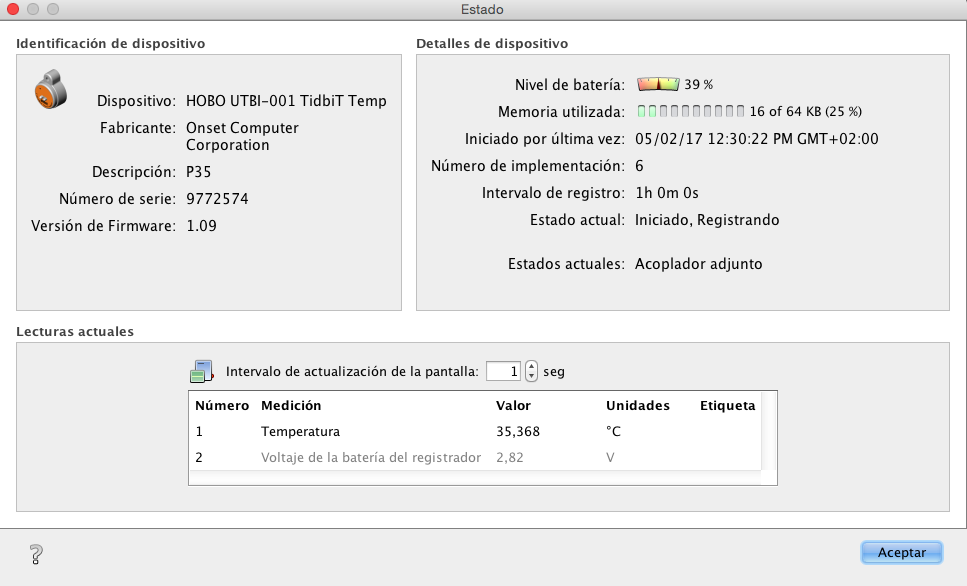 Estado
Identificación de dispositivo
Dispositivo: HOBO UTBI-001 TidbiT Temp
Fabricante: Onset Computer
Corporation
Descripción: P35
Número de serie: 9772574
Versión de Firmware: 1.09
Detalles de dispositivo
Nivel de batería: 39 %
Memoria utilizada: 16 of 64 KB (25 %)
Iniciado por última vez: 05/02/17 12:30:22 PM GMT+02:00
Número de implementación: 6
Intervalo de registro: 1h 0m 0s
Estado actual: Iniciado, Registrando
Estados actuales: Acoplador adjunto
Lecturas actuales
Intervalo de actualización de la pantalla: 1 seg
Número Medición Valor Unidades Etiqueta
1 Temperatura 35,368 °C
2 Voltaje de la batería del registrador 2,82 V
?
Aceptar